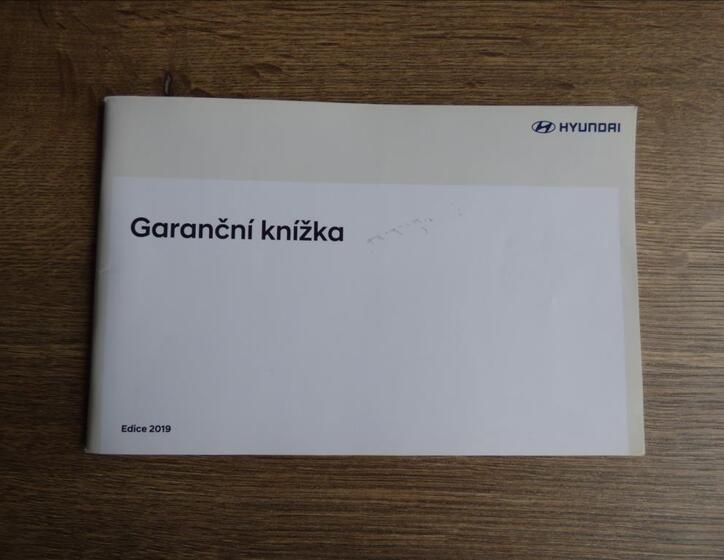 HYUNDAI
Garanční knížka
Edice 2019